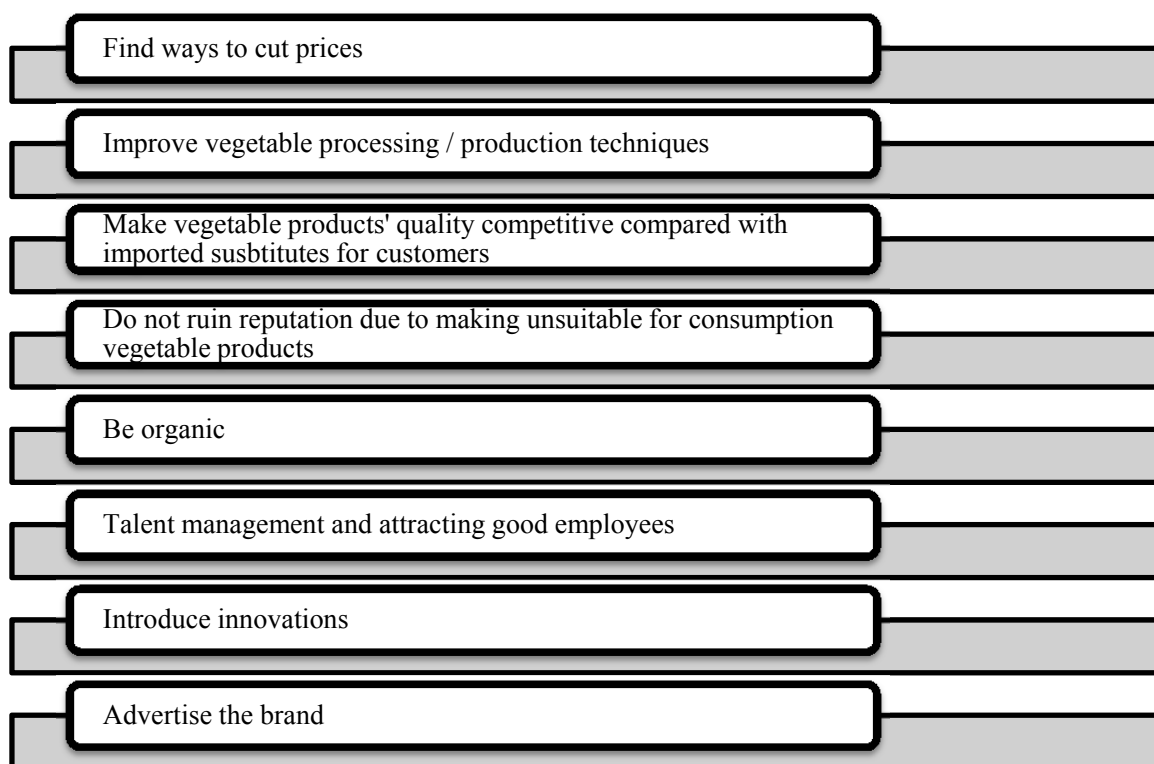 Find ways to cut prices
Improve vegetable processing / production techniques
Make vegetable products' quality competitive compared with
imported susbtitutes for customers
Do not ruin reputation due to making unsuitable for consumption
vegetable products
Be organic
Talent management and attracting good employees
Introduce innovations
Advertise the brand